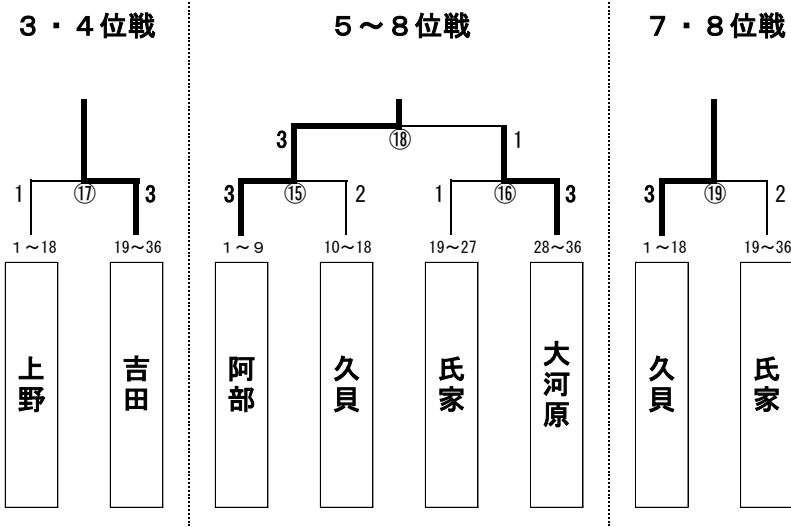 ３・４位戦
５～８位戦
７・８位戦
3 ⑱ 1
1 ⑰ 3
3 ⑮ 2
1 ⑯ 3
3 ⑲ 2
1～18
19～36
1～9
10～18
19～27
28～36
1～18
19～36
上野
吉田
阿部
久貝
氏家
大河原
久貝
氏家